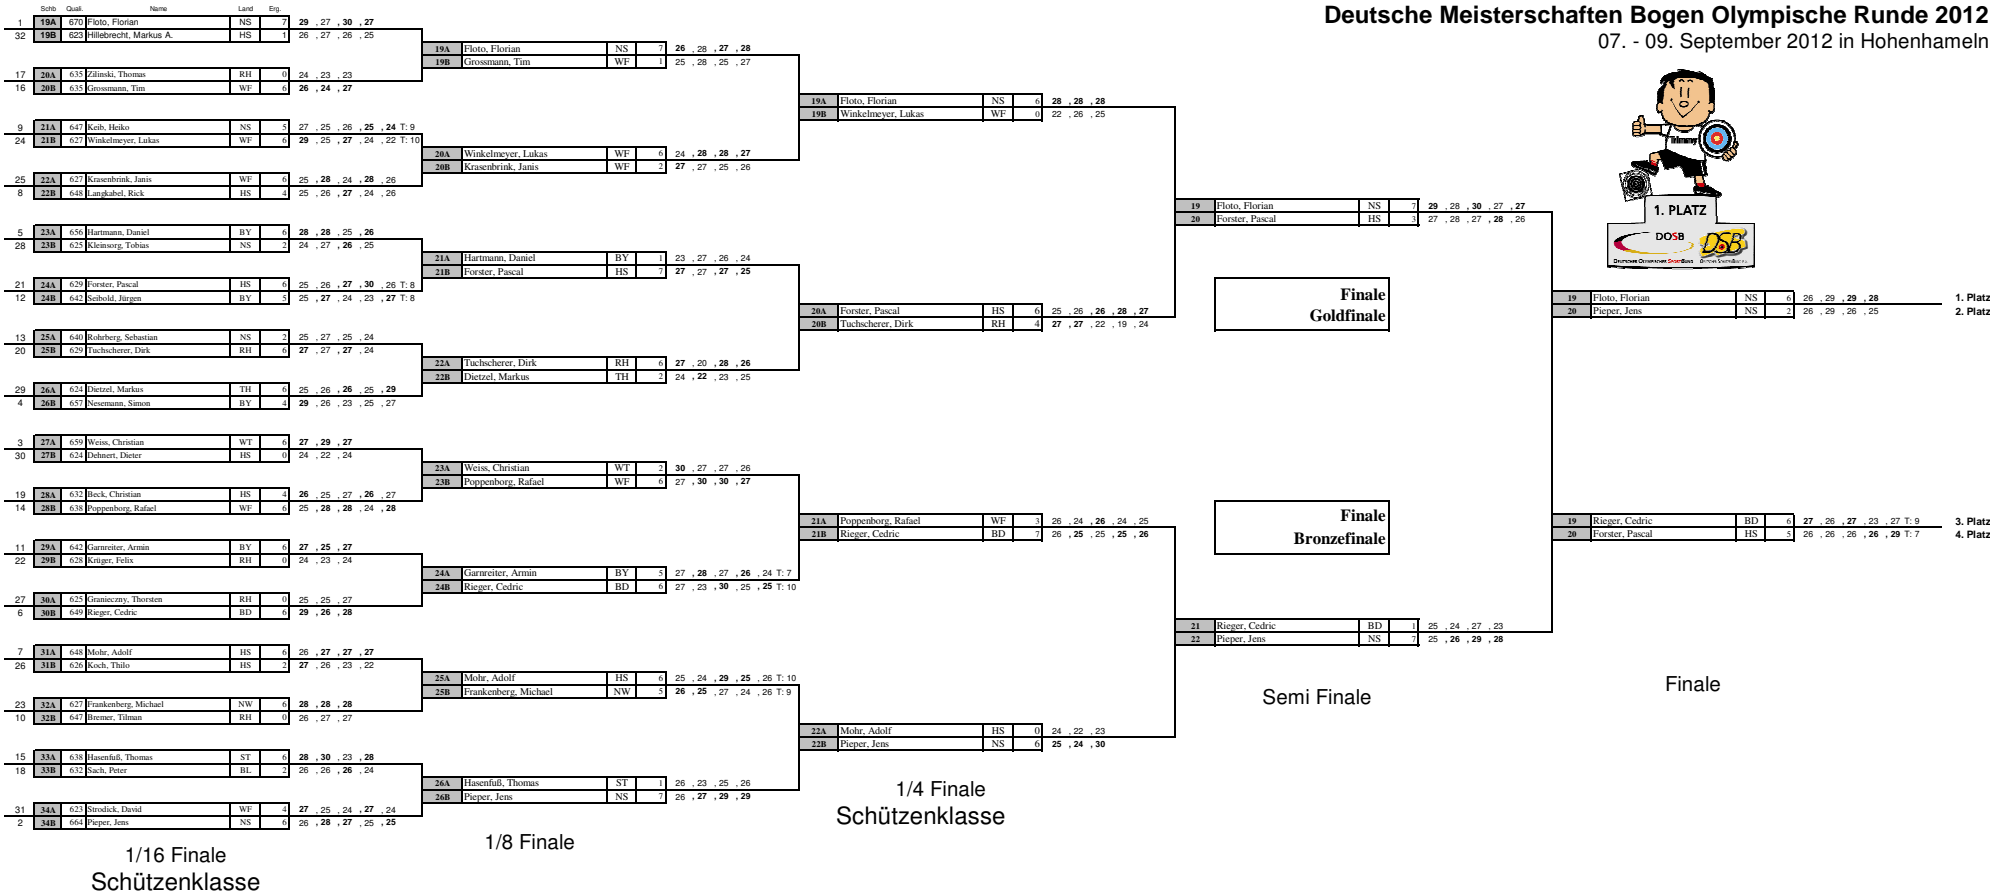 Deutsche Meisterschaften Bogen Olympische Runde 2012
07. - 09. September 2012 in Hohenhameln
Schb Quali. Name Land Erg.
1 19A 670 Floto, Florian NS 7 29 , 27 , 30 , 27
32 19B 623 Hillebrecht, Markus A. HS 1 26 , 27 , 26 , 25
17 20A 635 Zilinski, Thomas RH 0 24 , 23 , 23
16 20B 635 Grossmann, Tim WF 6 26 , 24 , 27
9 21A 647 Keib, Heiko NS 5 27 , 25 , 26 , 25 , 24 T: 9
24 21B 627 Winkelmeyer, Lukas WF 6 29 , 25 , 27 , 24 , 22 T: 10
25 22A 627 Krasenbrink, Janis WF 6 25 , 28 , 24 , 28 , 26
8 22B 648 Langkabel, Rick HS 4 25 , 26 , 27 , 24 , 26
5 23A 656 Hartmann, Daniel BY 6 28 , 28 , 25 , 26
28 23B 625 Kleinsorg, Tobias NS 2 24 , 27 , 26 , 25
21 24A 629 Forster, Pascal HS 6 25 , 26 , 27 , 30 , 26 T: 8
12 24B 642 Seibold, Jürgen BY 5 25 , 27 , 24 , 23 , 27 T: 8
13 25A 640 Rohrberg, Sebastian NS 2 25 , 27 , 25 , 24
20 25B 629 Tuchscherer, Dirk RH 6 27 , 27 , 27 , 24
29 26A 624 Dietzel, Markus TH 6 25 , 26 , 26 , 25 , 29
4 26B 657 Nesemann, Simon BY 4 29 , 26 , 23 , 25 , 27
3 27A 659 Weiss, Christian WT 6 27 , 29 , 27
30 27B 624 Dehnert, Dieter HS 0 24 , 22 , 24
19 28A 632 Beck, Christian HS 4 26 , 25 , 27 , 26 , 27
14 28B 638 Poppenborg, Rafael WF 6 25 , 28 , 28 , 24 , 28
11 29A 642 Garnreiter, Armin BY 6 27 , 25 , 27
22 29B 628 Krüger, Felix RH 0 24 , 23 , 24
27 30A 625 Granieczny, Thorsten RH 0 25 , 25 , 27
6 30B 649 Rieger, Cedric BD 6 29 , 26 , 28
7 31A 648 Mohr, Adolf HS 6 26 , 27 , 27 , 27
26 31B 626 Koch, Thilo HS 2 27 , 26 , 23 , 22
23 32A 627 Frankenberg, Michael NW 6 28 , 28 , 28
10 32B 647 Bremer, Tilman RH 0 26 , 27 , 27
15 33A 638 Hasenfuß, Thomas ST 6 28 , 30 , 23 , 28
18 33B 632 Sach, Peter BL 2 26 , 26 , 26 , 24
31 34A 623 Strodick, David WF 4 27 , 25 , 24 , 27 , 24
2 34B 664 Pieper, Jens NS 6 26 , 28 , 27 , 25 , 25
1/16 Finale
Schützenklasse
19A Floto, Florian NS 7 26 , 28 , 27 , 28
19B Grossmann, Tim WF 1 25 , 28 , 25 , 27
20A Winkelmeyer, Lukas WF 6 24 , 28 , 28 , 27
20B Krasenbrink, Janis WF 2 27 , 27 , 25 , 26
21A Hartmann, Daniel BY 1 23 , 27 , 26 , 24
21B Forster, Pascal HS 7 27 , 27 , 27 , 25
22A Tuchscherer, Dirk RH 6 27 , 20 , 28 , 26
22B Dietzel, Markus TH 2 24 , 22 , 23 , 25
23A Weiss, Christian WT 2 30 , 27 , 27 , 26
23B Poppenborg, Rafael WF 6 27 , 30 , 30 , 27
24A Garnreiter, Armin BY 5 27 , 28 , 27 , 26 , 24 T: 7
24B Rieger, Cedric BD 6 27 , 23 , 30 , 25 , 25 T: 10
25A Mohr, Adolf HS 6 25 , 24 , 29 , 25 , 26 T: 10
25B Frankenberg, Michael NW 5 26 , 25 , 27 , 24 , 26 T: 9
26A Hasenfuß, Thomas ST 1 26 , 23 , 25 , 26
26B Pieper, Jens NS 7 26 , 27 , 29 , 29
1/8 Finale
19A Floto, Florian NS 6 28 , 28 , 28
19B Winkelmeyer, Lukas WF 0 22 , 26 , 25
20A Forster, Pascal HS 6 25 , 26 , 26 , 28 , 27
20B Tuchscherer, Dirk RH 4 27 , 27 , 22 , 19 , 24
21A Poppenborg, Rafael WF 3 26 , 24 , 26 , 24 , 25
21B Rieger, Cedric BD 7 26 , 25 , 25 , 25 , 26
22A Mohr, Adolf HS 0 24 , 22 , 23
22B Pieper, Jens NS 6 25 , 24 , 30
1/4 Finale
Schützenklasse
19 Floto, Florian NS 7 29 , 28 , 30 , 27 , 27
20 Forster, Pascal HS 3 27 , 28 , 27 , 28 , 26
Finale
Goldfinale
Finale
Bronzefinale
21 Rieger, Cedric BD 1 25 , 24 , 27 , 23
22 Pieper, Jens NS 7 25 , 26 , 29 , 28
Semi Finale
1. PLATZ
DOSB
DSB
DEUTSCHER OLYMPISCHER SPORTBUND
19 Floto, Florian NS 6 26 , 29 , 29 , 28 1. Platz
20 Pieper, Jens NS 2 26 , 29 , 26 , 25 2. Platz
19 Rieger, Cedric BD 6 27 , 26 , 27 , 23 , 27 T: 9 3. Platz
20 Forster, Pascal HS 5 26 , 26 , 26 , 26 , 29 T: 7 4. Platz
Finale